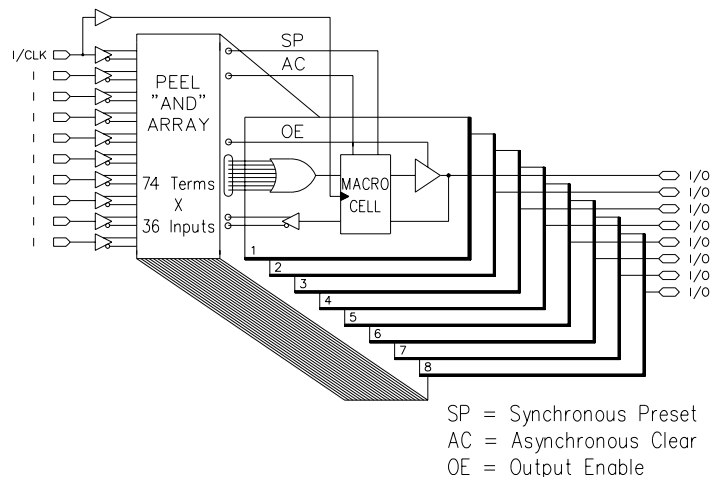 I/CLK
I
I
I
I
I
I
I
I
I
PEEL
"AND"
ARRAY
74 Terms
X
36 Inputs
SP
AC
OE
MACRO
CELL
1
2
3
4
5
6
7
8
I/O
I/O
I/O
I/O
I/O
I/O
I/O
I/O
SP = Synchronous Preset
AC = Asynchronous Clear
OE = Output Enable